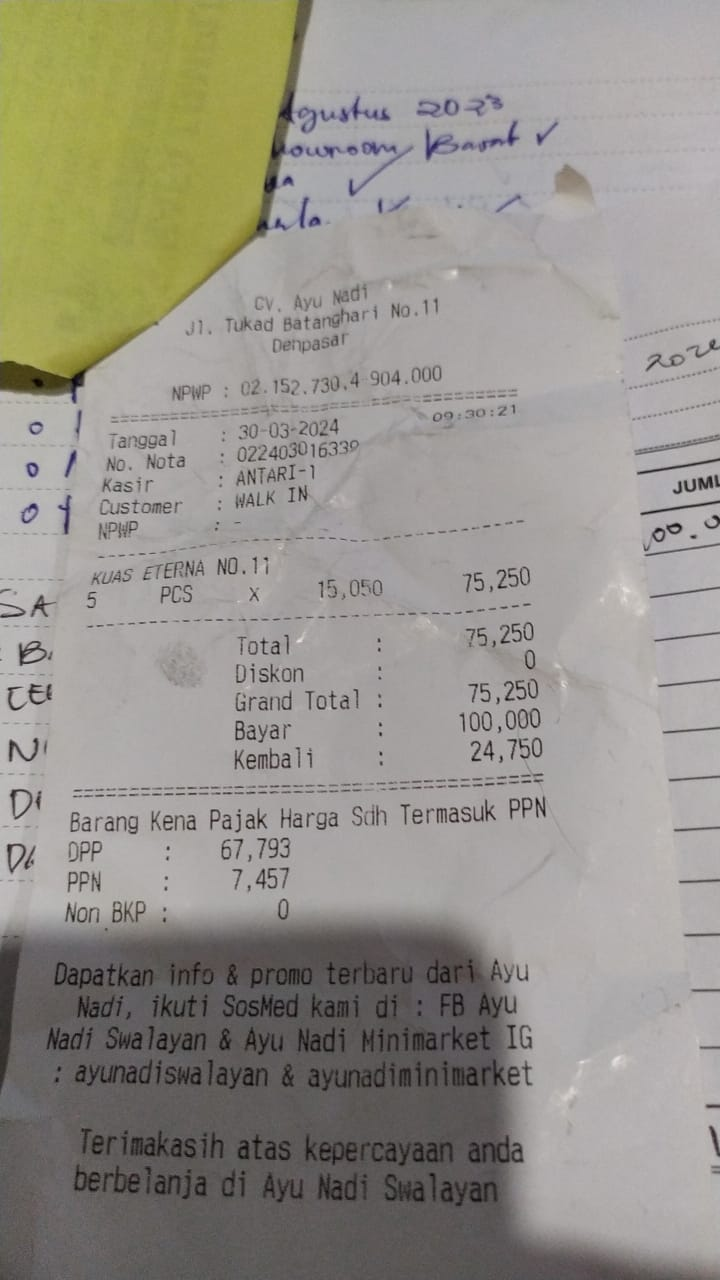 Agustus 2023
Barat ✓
CV. Ayu Nadi
Jl. Tukad Batanghari No.11
Denpasar
NPWP : 02.152.730.4 904.000
Tanggal : 30-03-2024 09:30:21
No. Nota : 022403016339
Kasir : ANTARI-1
Customer : WALK IN
NPWP : -
KUAS ETERNA NO.11
5 PCS X 15,050 75,250
Total : 75,250
Diskon : 0
Grand Total : 75,250
Bayar : 100,000
Kembali : 24,750
Barang Kena Pajak Harga Sdh Termasuk PPN
DPP : 67,793
PPN : 7,457
Non BKP : 0
Dapatkan info & promo terbaru dari Ayu
Nadi, ikuti SosMed kami di : FB Ayu
Nadi Swalayan & Ayu Nadi Minimarket IG
: ayunadiswalayan & ayunadiminimarket
Terimakasih atas kepercayaan anda
berbelanja di Ayu Nadi Swalayan